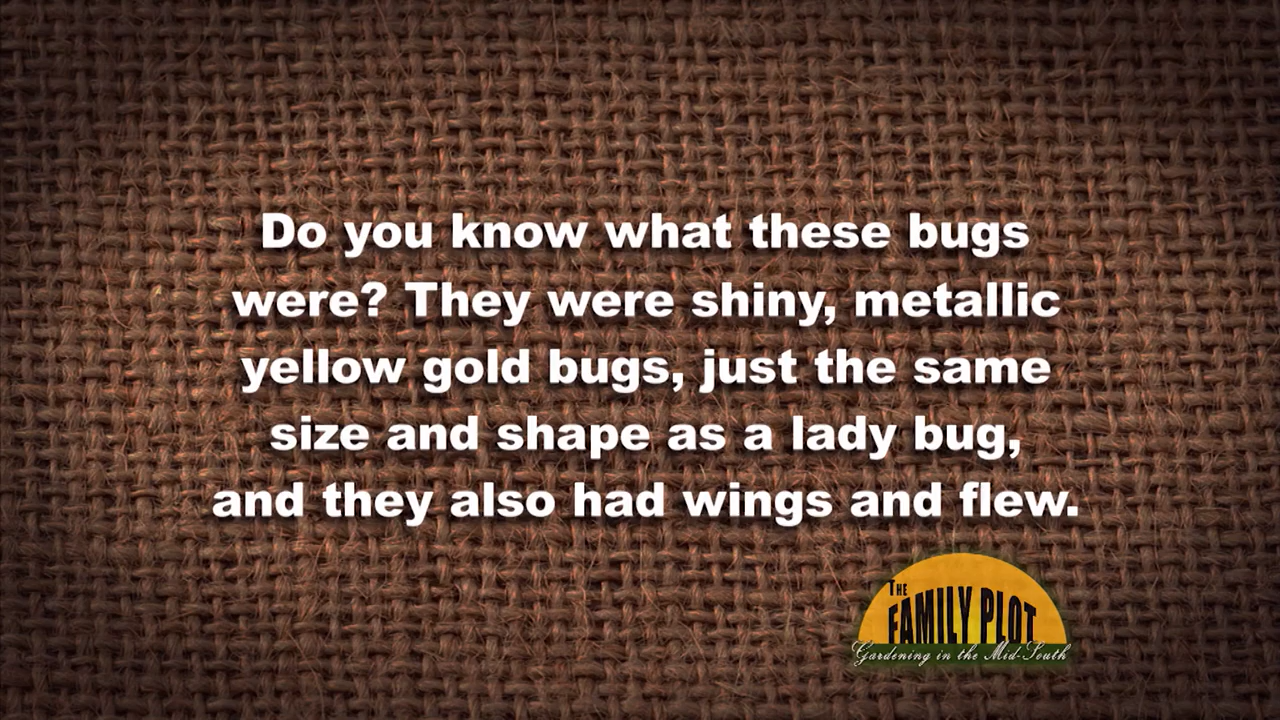 Do you know what these bugs
were? They were shiny, metallic
yellow gold bugs, just the same
size and shape as a lady bug,
and they also had wings and flew.
THE
FAMILY PLOT
Gardening in the Mid-South